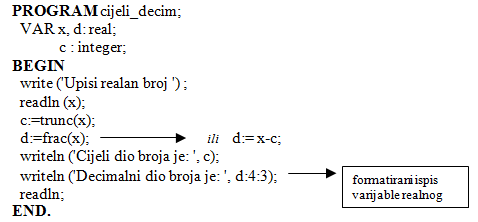 PROGRAM cijeli_decim;
VAR x, d: real;
c : integer;
BEGIN
write ('Upisi realan broj ') ;
readln (x);
c:=trunc(x);
d:=frac(x); ili d:= x-c;
writeln ('Cijeli dio broja je: ', c);
writeln ('Decimalni dio broja je: ', d:4:3);
formatirani ispis
varijable realnog
readln;
END.